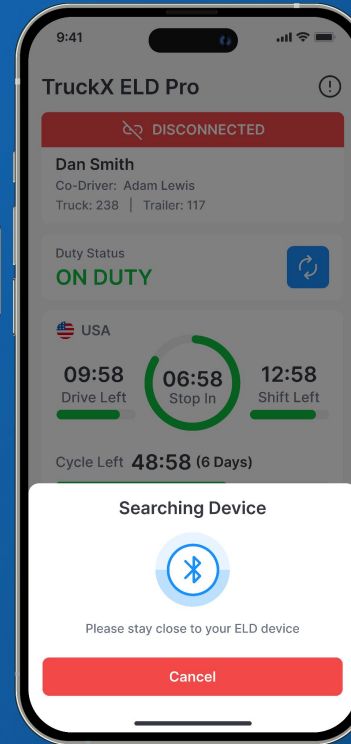 9:41
TruckX ELD Pro
DISCONNECTED
Dan Smith
Co-Driver: Adam Lewis
Truck: 238 | Trailer: 117
Duty Status
ON DUTY
USA
09:58 06:58 12:58
Drive Left Stop In Shift Left
Cycle Left 48:58 (6 Days)
Searching Device
Please stay close to your ELD device
Cancel